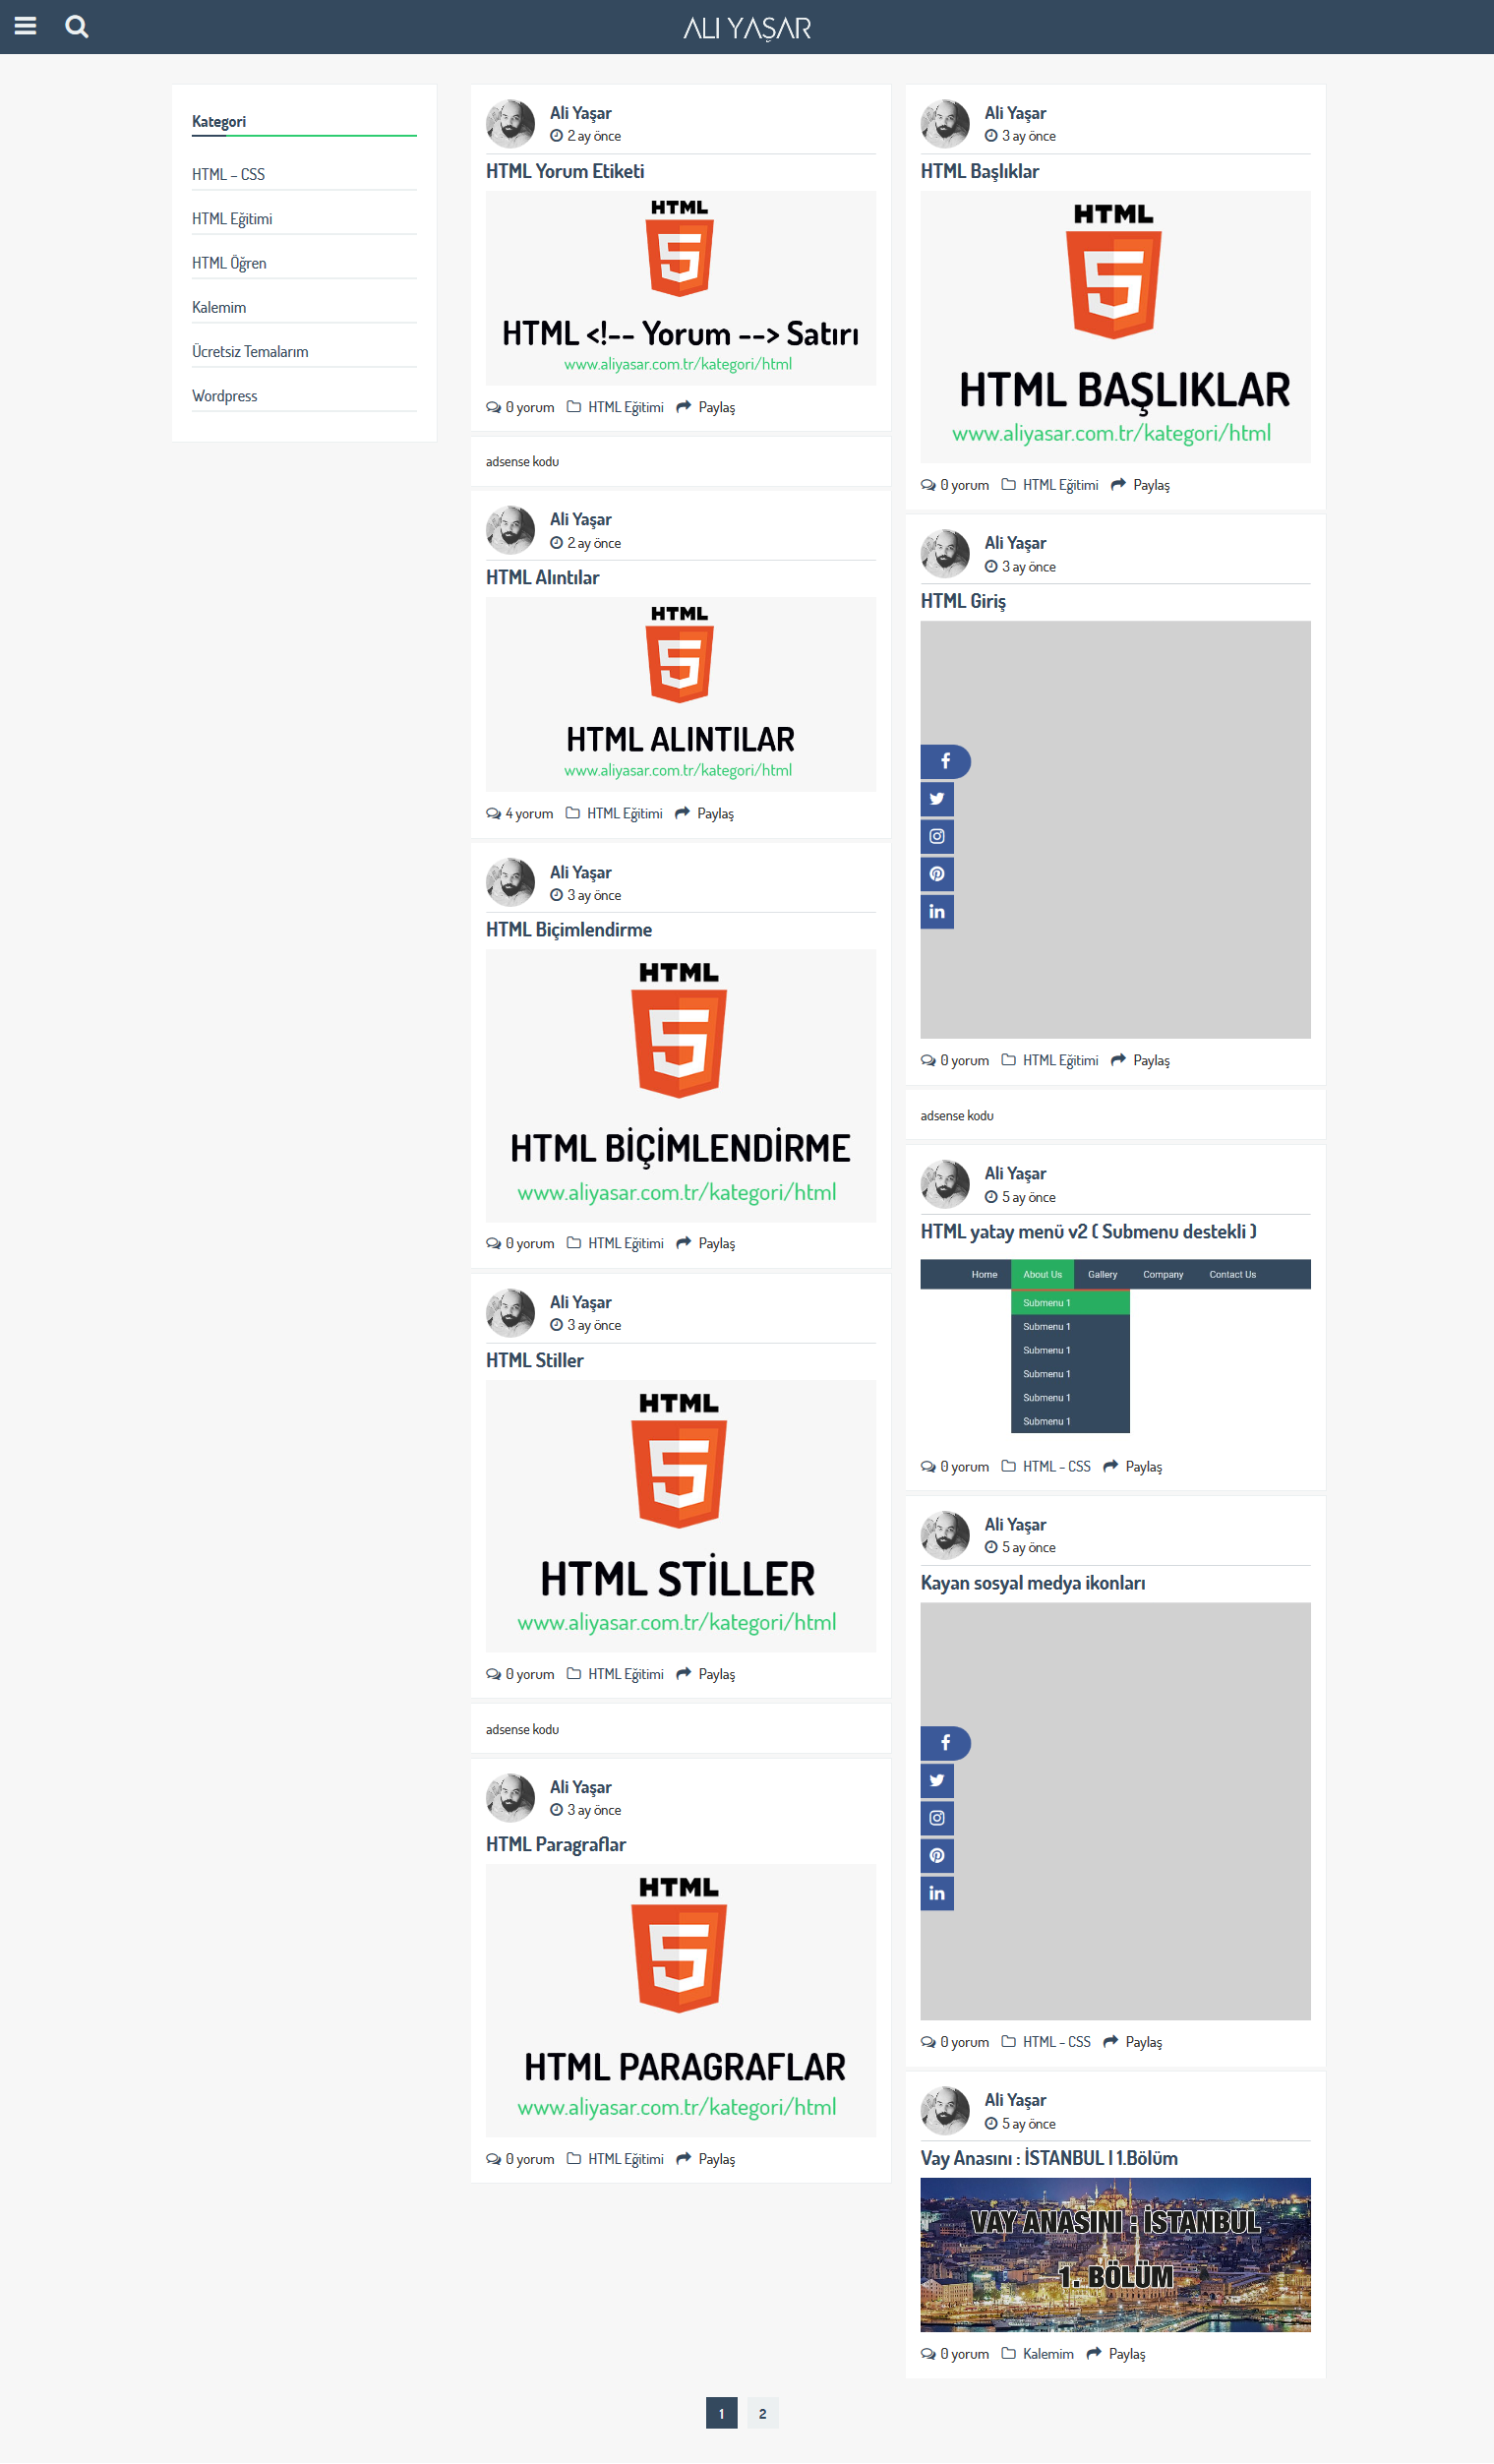 ALI YAŞAR
Kategori
HTML – CSS
HTML Eğitimi
HTML Öğren
Kalemim
Ücretsiz Temalarım
Wordpress
Ali Yaşar
2 ay önce
HTML Yorum Etiketi
HTML
HTML <!-- Yorum --> Satırı
www.aliyasar.com.tr/kategori/html
0 yorum HTML Eğitimi Paylaş
adsense kodu
Ali Yaşar
2 ay önce
HTML Alıntılar
HTML
HTML ALINTILAR
www.aliyasar.com.tr/kategori/html
4 yorum HTML Eğitimi Paylaş
Ali Yaşar
3 ay önce
HTML Biçimlendirme
HTML
HTML BİÇİMLENDİRME
www.aliyasar.com.tr/kategori/html
0 yorum HTML Eğitimi Paylaş
Ali Yaşar
3 ay önce
HTML Stiller
HTML
HTML STİLLER
www.aliyasar.com.tr/kategori/html
0 yorum HTML Eğitimi Paylaş
adsense kodu
Ali Yaşar
3 ay önce
HTML Paragraflar
HTML
HTML PARAGRAFLAR
www.aliyasar.com.tr/kategori/html
0 yorum HTML Eğitimi Paylaş
Ali Yaşar
3 ay önce
HTML Başlıklar
HTML
HTML BAŞLIKLAR
www.aliyasar.com.tr/kategori/html
0 yorum HTML Eğitimi Paylaş
Ali Yaşar
3 ay önce
HTML Giriş
0 yorum HTML Eğitimi Paylaş
adsense kodu
Ali Yaşar
5 ay önce
HTML yatay menü v2 ( Submenu destekli )
Home About Us Gallery Company Contact Us
Submenu 1
Submenu 1
Submenu 1
Submenu 1
Submenu 1
Submenu 1
0 yorum HTML – CSS Paylaş
Ali Yaşar
5 ay önce
Kayan sosyal medya ikonları
0 yorum HTML – CSS Paylaş
Ali Yaşar
5 ay önce
Vay Anasını : İSTANBUL | 1.Bölüm
VAY ANASINI : İSTANBUL
1. BÖLÜM
0 yorum Kalemim Paylaş
1 2